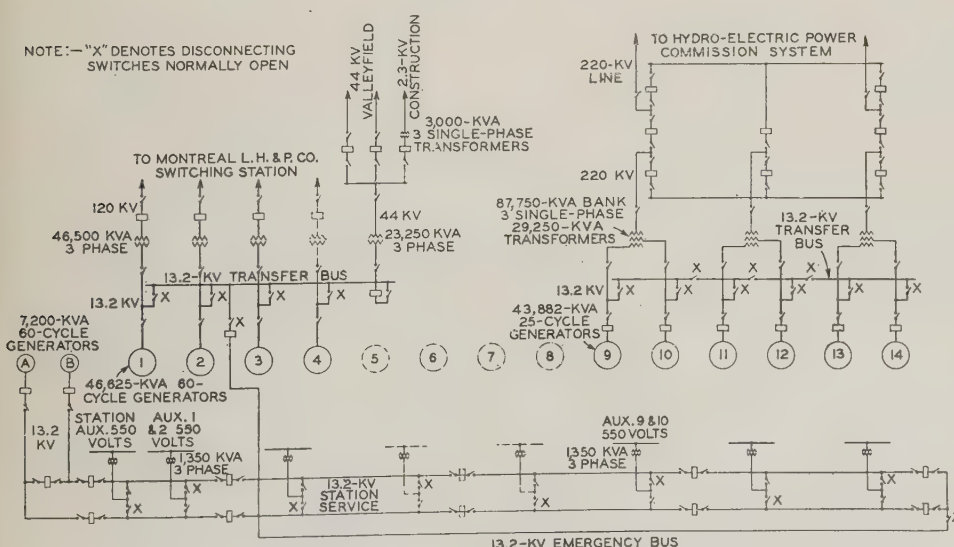 NOTE:-"X" DENOTES DISCONNECTING
SWITCHES NORMALLY OPEN
44 KV
VALLEYFIELD
2.3-KV
CONSTRUCTION
3,000-KVA
3 SINGLE-PHASE
TRANSFORMERS
TO HYDRO-ELECTRIC POWER
COMMISSION SYSTEM
220-KV
LINE
220 KV
TO MONTREAL L.H.& P. CO.
SWITCHING STATION
120 KV
46,500 KVA
3 PHASE
44 KV
23,250 KVA
3 PHASE
87,750-KVA BANK
3 SINGLE-PHASE
29,250-KVA
TRANSFORMERS
13.2-KV
TRANSFER
BUS
13.2-KV TRANSFER BUS
X
X
X
X
X
X
X
X
X
X
X
X
X
13.2 KV
13.2 KV
7,200-KVA
60-CYCLE
GENERATORS
43,882-KVA
25-CYCLE
GENERATORS
A
B
1
2
3
4
5
6
7
8
9
10
11
12
13
14
46,625-KVA 60-
CYCLE GENERATORS
13.2
KV
STATION
AUX.550
VOLTS
AUX. 1
& 2 550
VOLTS
1,350 KVA
3 PHASE
AUX. 9 & 10
550 VOLTS
1350 KVA
3 PHASE
X
X
X
X
X
X
X
X
13.2-KV
STATION
SERVICE
13.2-KV EMERGENCY BUS